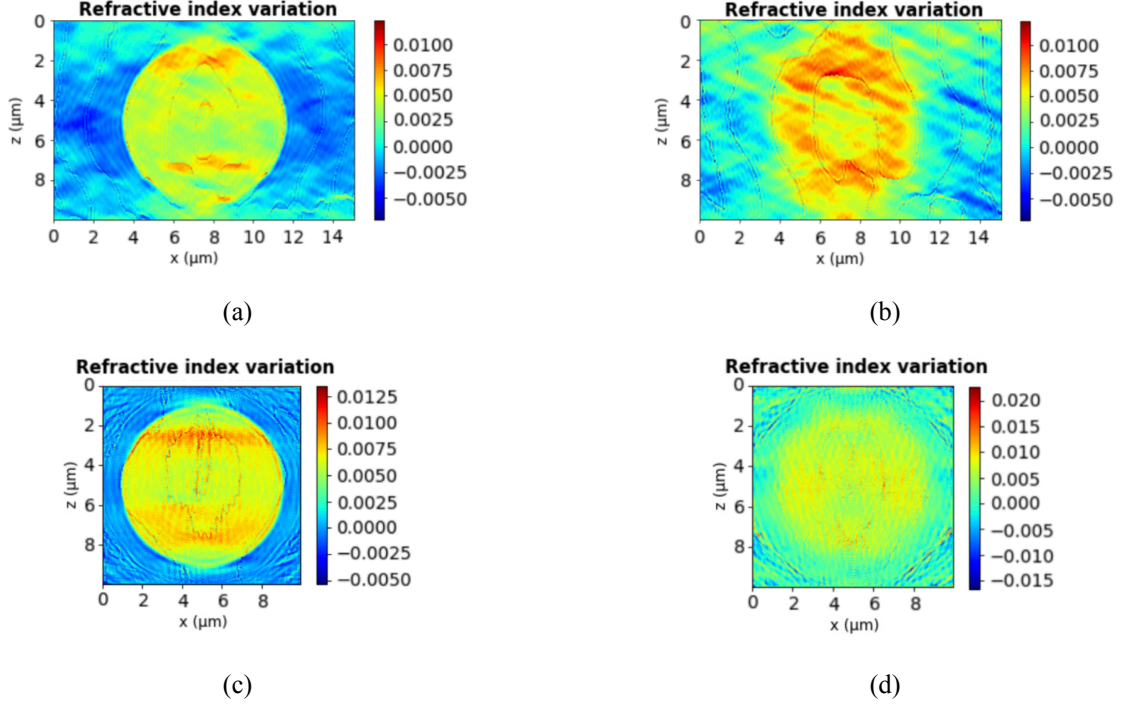 Refractive index variation
0
2
4
6
8
z (μm)
0 2 4 6 8 10 12 14
x (μm)
0.0100
0.0075
0.0050
0.0025
0.0000
−0.0025
−0.0050
(a)
Refractive index variation
0
2
4
6
8
z (μm)
0 2 4 6 8 10 12 14
x (μm)
0.0100
0.0075
0.0050
0.0025
0.0000
−0.0025
−0.0050
(b)
Refractive index variation
0
2
4
6
8
z (μm)
0 2 4 6 8
x (μm)
0.0125
0.0100
0.0075
0.0050
0.0025
0.0000
−0.0025
−0.0050
(c)
Refractive index variation
0
2
4
6
8
z (μm)
0 2 4 6 8
x (μm)
0.020
0.015
0.010
0.005
0.000
−0.005
−0.010
−0.015
(d)